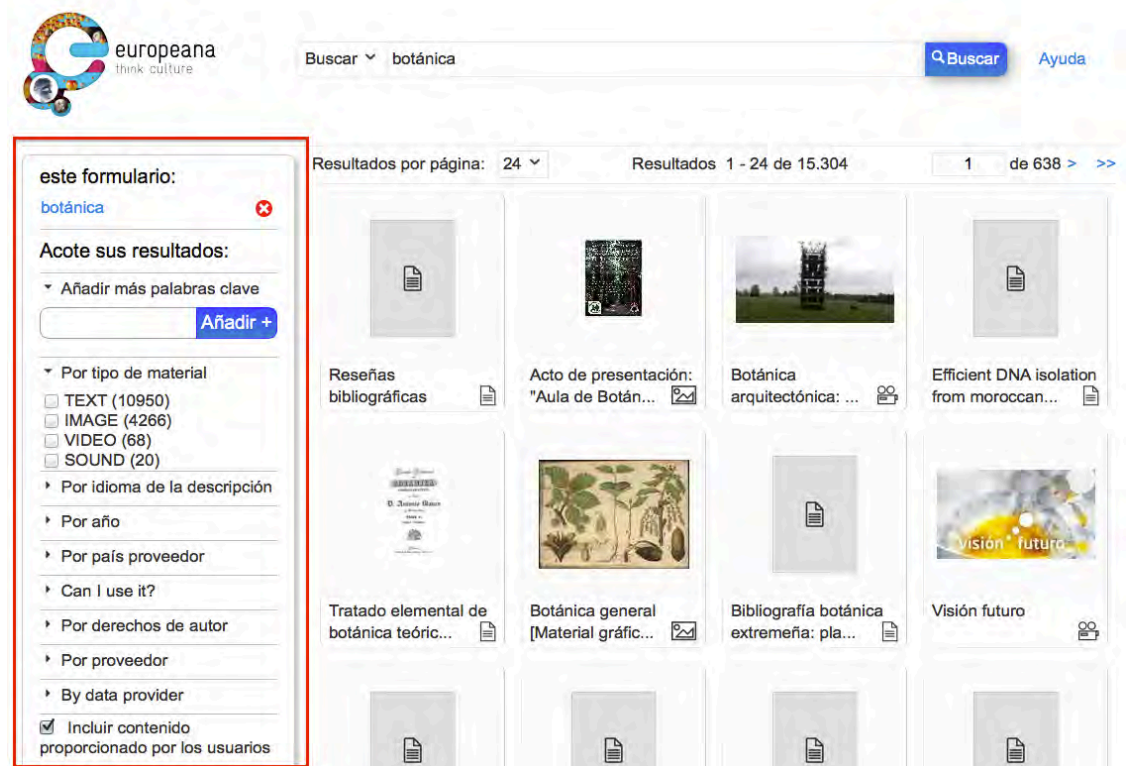 europeana
think culture
Buscar botánica Buscar Ayuda
este formulario:
botánica
Acote sus resultados:
Añadir más palabras clave
Añadir +
Por tipo de material
TEXT (10950)
IMAGE (4266)
VIDEO (68)
SOUND (20)
Por idioma de la descripción
Por año
Por país proveedor
Can I use it?
Por derechos de autor
Por proveedor
By data provider
Incluir contenido
proporcionado por los usuarios
Resultados por página: 24 Resultados 1 - 24 de 15.304 1 de 638 > >>
Reseñas
bibliográficas
Acto de presentación:
"Aula de Botán...
Botánica
arquitectónica: ...
Efficient DNA isolation
from moroccan...
BOTANICA
visión futuro
Tratado elemental de
botánica teóric...
Botánica general
[Material gráfic...
Bibliografía botánica
extremeña: pla...
Visión futuro